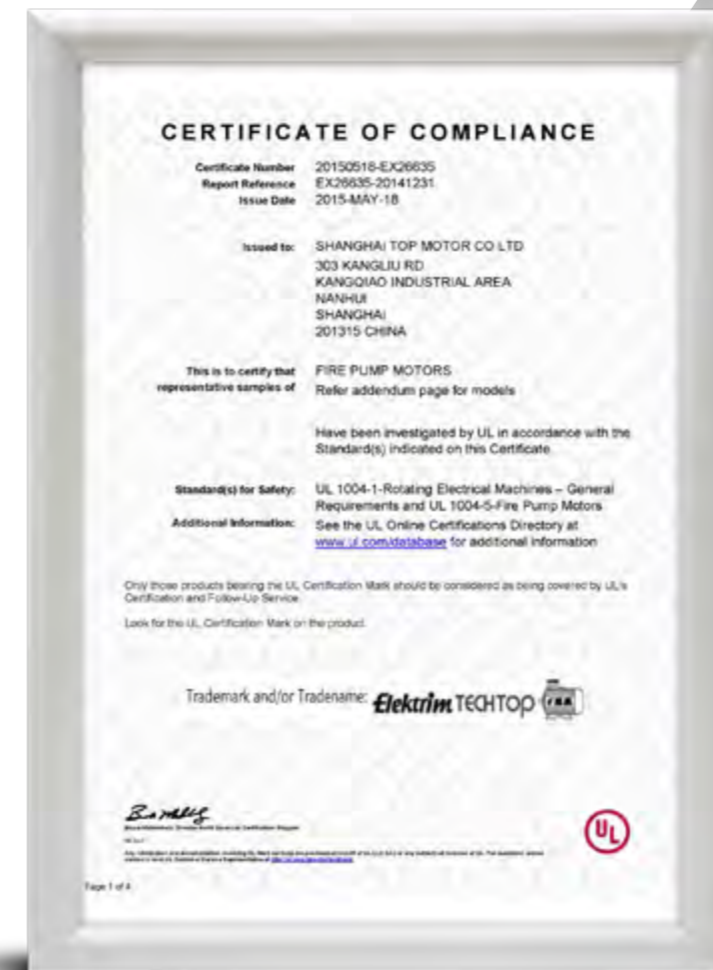 CERTIFICATE OF COMPLIANCE
Certificate Number 20150518-EX26635
Report Reference EX26635-20141231
Issue Date 2015-MAY-18
Issued to: SHANGHAI TOP MOTOR CO LTD
303 KANGLIU RD
KANGQIAO INDUSTRIAL AREA
NANHUI
SHANGHAI
201315 CHINA
This is to certify that FIRE PUMP MOTORS
representative samples of Refer addendum page for models
Have been investigated by UL in accordance with the
Standard(s) indicated on this Certificate
Standard(s) for Safety: UL 1004-1-Rotating Electrical Machines – General
Requirements and UL 1004-5-Fire Pump Motors
Additional Information: See the UL Online Certifications Directory at
www.ul.com/database for additional information
Only those products bearing the UL Certification Mark should be considered as being covered by UL's
Certification and Follow-Up Service.
Look for the UL Certification Mark on the product.
Trademark and/or Tradename: Elektrim TECHTOP
UL
Page 1 of 4